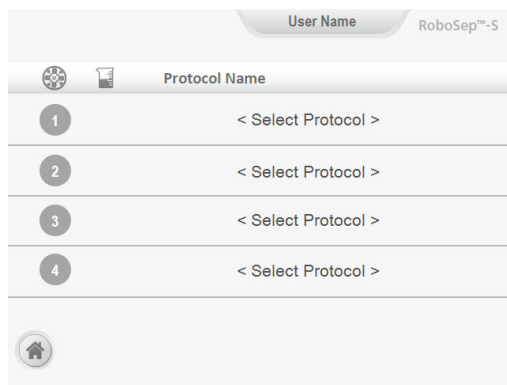 User Name
RoboSep™-S
Protocol Name
1 < Select Protocol >
2 < Select Protocol >
3 < Select Protocol >
4 < Select Protocol >